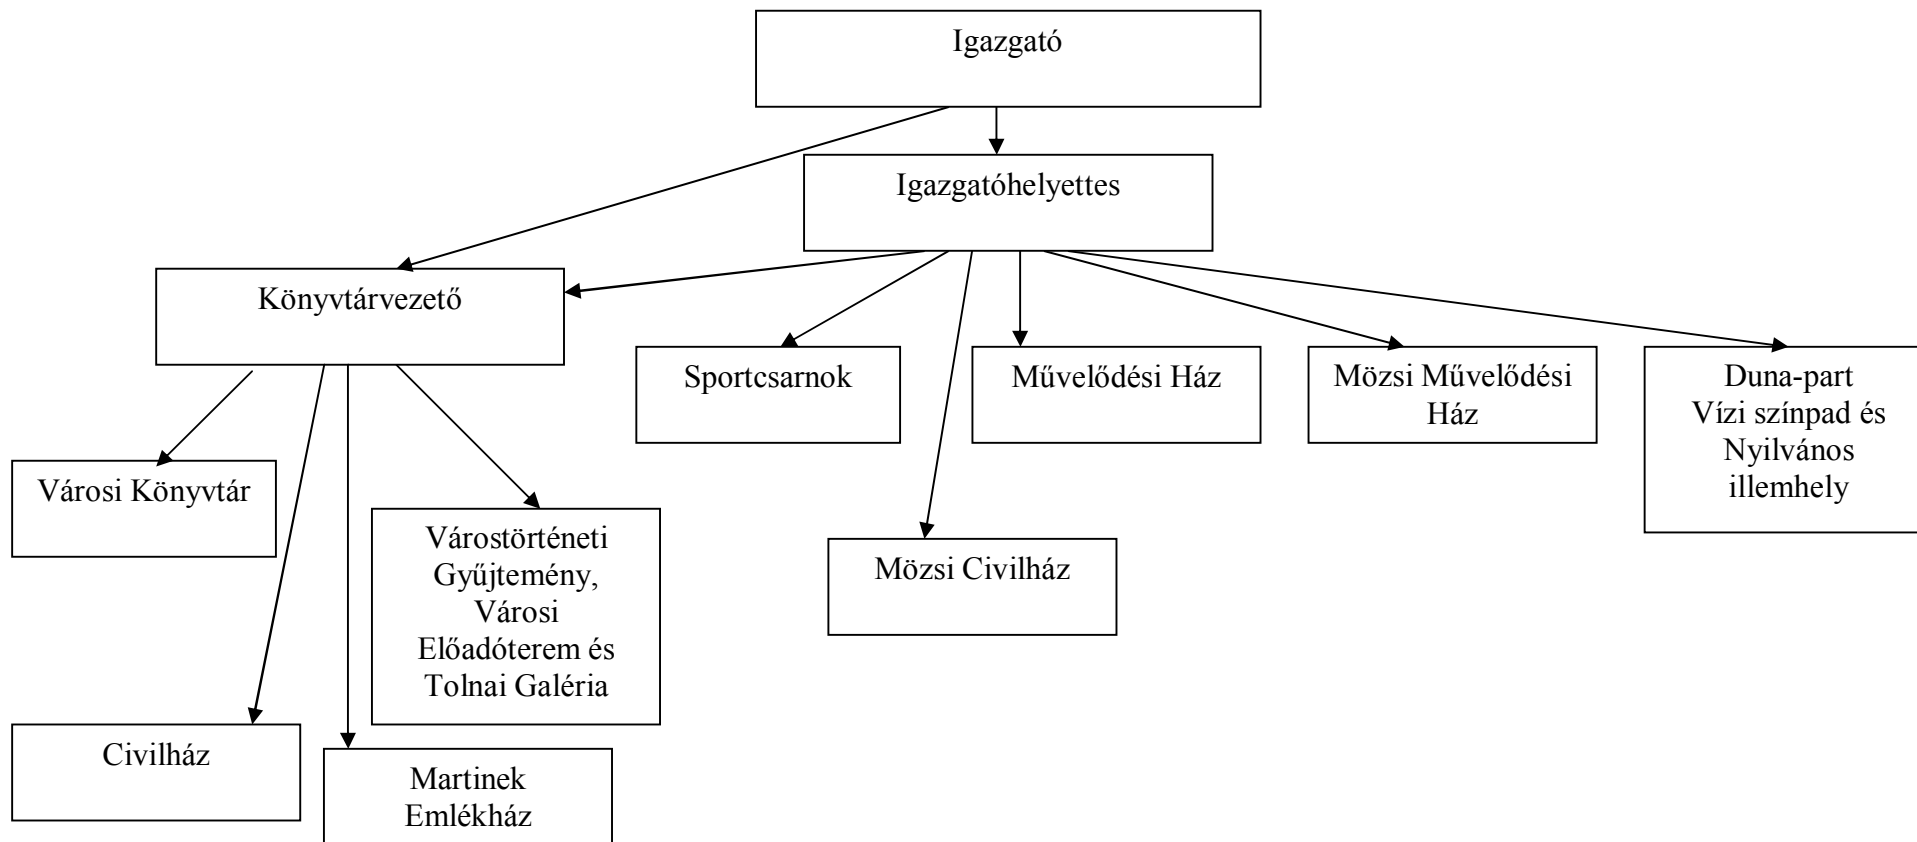 Igazgató
Igazgatóhelyettes
Könyvtárvezető
Sportcsarnok
Művelődési Ház
Mözsi Művelődési
Ház
Duna-part
Vízi színpad és
Nyilvános
illemhely
Városi Könyvtár
Várostörténeti
Gyűjtemény,
Városi
Előadóterem és
Tolnai Galéria
Mözsi Civilház
Civilház
Martinek
Emlékház